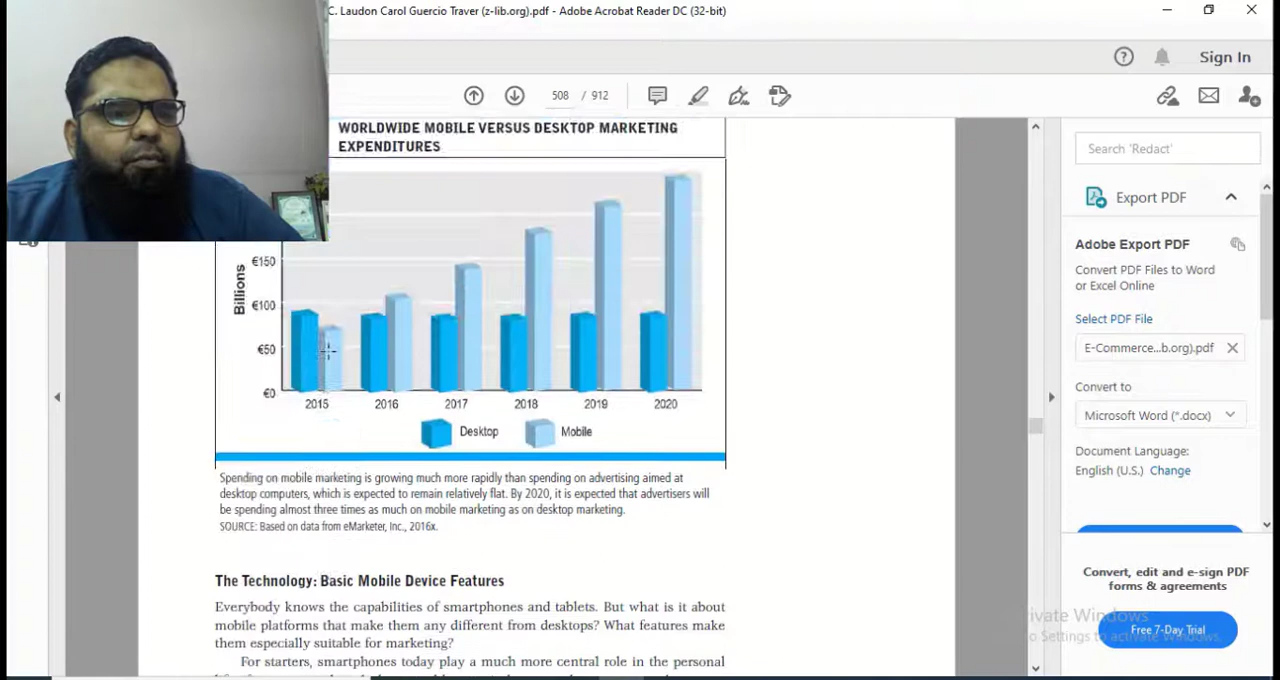 C. Laudon Carol Guercio Traver (z-lib.org).pdf - Adobe Acrobat Reader DC (32-bit)
Sign In
508 / 912
WORLDWIDE MOBILE VERSUS DESKTOP MARKETING
EXPENDITURES
Search 'Redact'
Export PDF
Adobe Export PDF
Convert PDF Files to Word
or Excel Online
Select PDF File
E-Commerce...b.org).pdf
Convert to
Microsoft Word (*.docx)
Document Language:
English (U.S.) Change
Convert, edit and e-sign PDF
forms & agreements
Free 7-Day Trial
Activate Windows
Go to Settings to activate Windows.
Billions
€150
€100
€50
€0
2015 2016 2017 2018 2019 2020
Desktop Mobile
Spending on mobile marketing is growing much more rapidly than spending on advertising aimed at
desktop computers, which is expected to remain relatively flat. By 2020, it is expected that advertisers will
be spending almost three times as much on mobile marketing as on desktop marketing.
SOURCE: Based on data from eMarketer, Inc., 2016x.
The Technology: Basic Mobile Device Features
Everybody knows the capabilities of smartphones and tablets. But what is it about
mobile platforms that make them any different from desktops? What features make
them especially suitable for marketing?
For starters, smartphones today play a much more central role in the personal